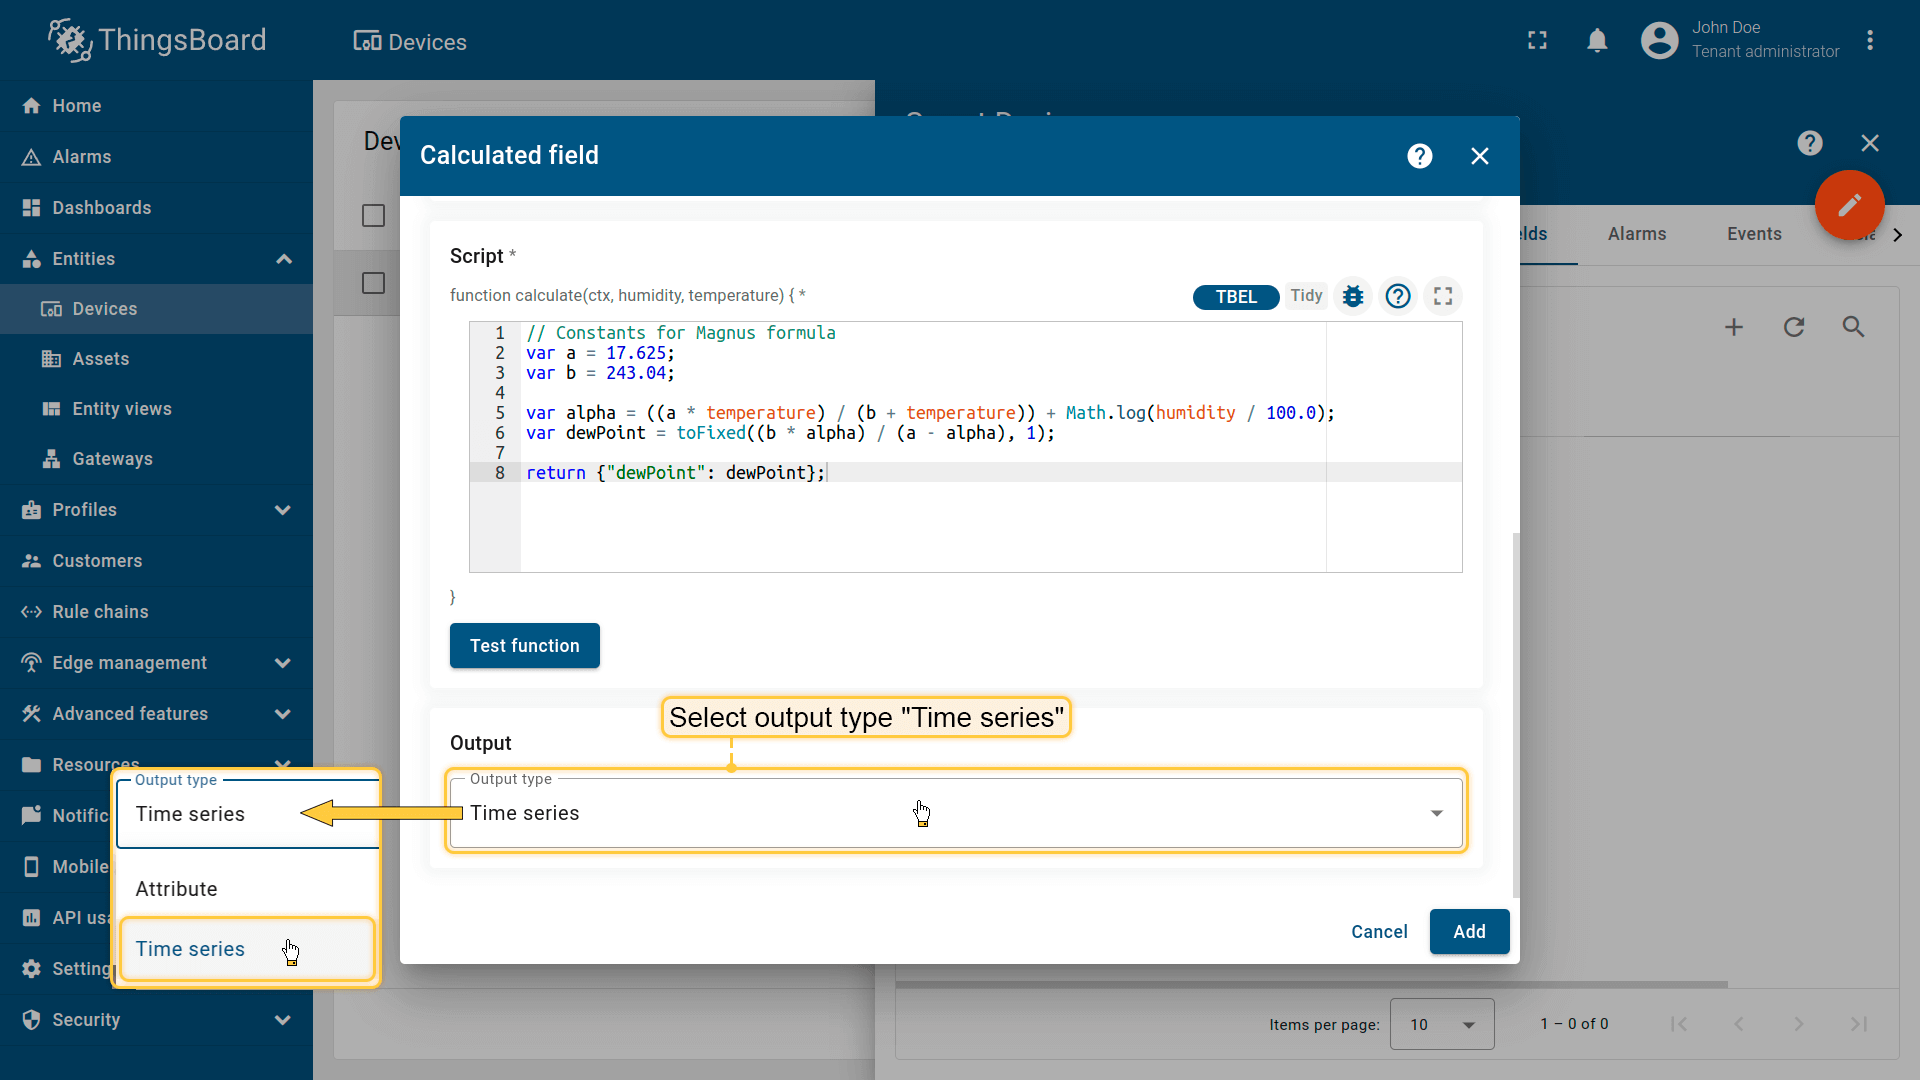 ThingsBoard
Devices
John Doe
Tenant administrator
Home
Alarms
Dashboards
Entities
Devices
Assets
Entity views
Gateways
Profiles
Customers
Rule chains
Edge management
Advanced features
Resources
Notific
Mobile
API usa
Setting
Security
Dev
Calculated field
elds
Alarms
Events
Script *
function calculate(ctx, humidity, temperature) { *
TBEL
Tidy
1 // Constants for Magnus formula
2 var a = 17.625;
3 var b = 243.04;
4
5 var alpha = ((a * temperature) / (b + temperature)) + Math.log(humidity / 100.0);
6 var dewPoint = toFixed((b * alpha) / (a - alpha), 1);
7
8 return {"dewPoint": dewPoint};
}
Test function
Select output type "Time series"
Output
Output type
Time series
Output type
Time series
Attribute
Time series
Cancel
Add
Items per page:
10
1 – 0 of 0